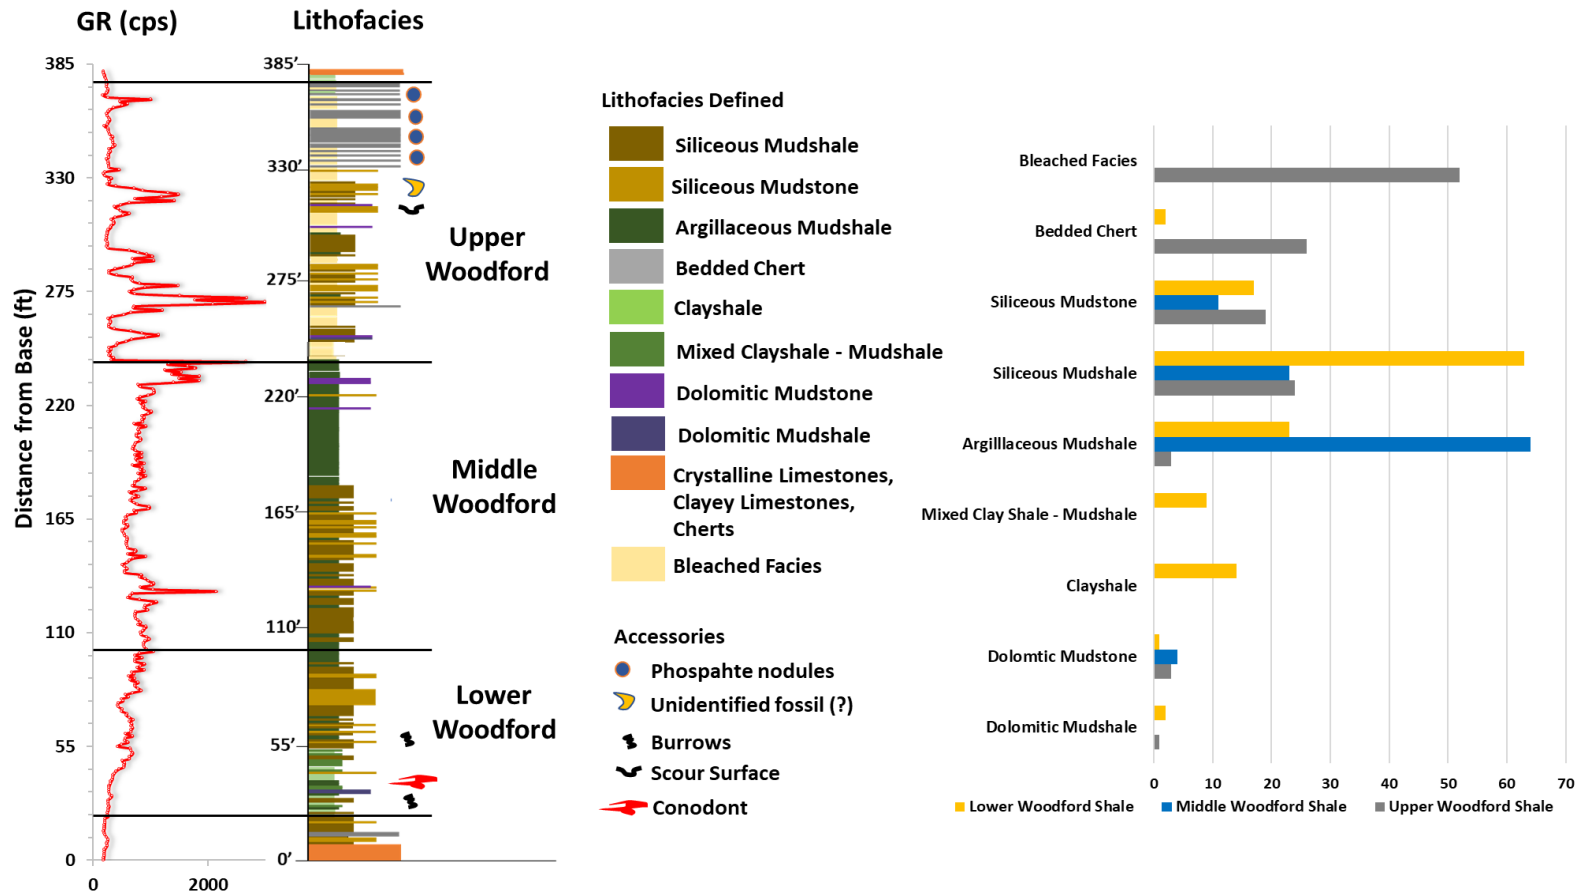 GR (cps)
Lithofacies
385
330
275
220
165
110
55
0
Distance from Base (ft)
0
2000
385’
330’
275’
220’
165’
110’
55’
0’
Upper
Woodford
Middle
Woodford
Lower
Woodford
Lithofacies Defined
Siliceous Mudshale
Siliceous Mudstone
Argillaceous Mudshale
Bedded Chert
Clayshale
Mixed Clayshale - Mudshale
Dolomitic Mudstone
Dolomitic Mudshale
Crystalline Limestones,
Clayey Limestones,
Cherts
Bleached Facies
Accessories
Phospahte nodules
Unidentified fossil (?)
Burrows
Scour Surface
Conodont
Bleached Facies
Bedded Chert
Siliceous Mudstone
Siliceous Mudshale
Argilllaceous Mudshale
Mixed Clay Shale - Mudshale
Clayshale
Dolomtic Mudstone
Dolomitic Mudshale
0 10 20 30 40 50 60 70
Lower Woodford Shale Middle Woodford Shale Upper Woodford Shale